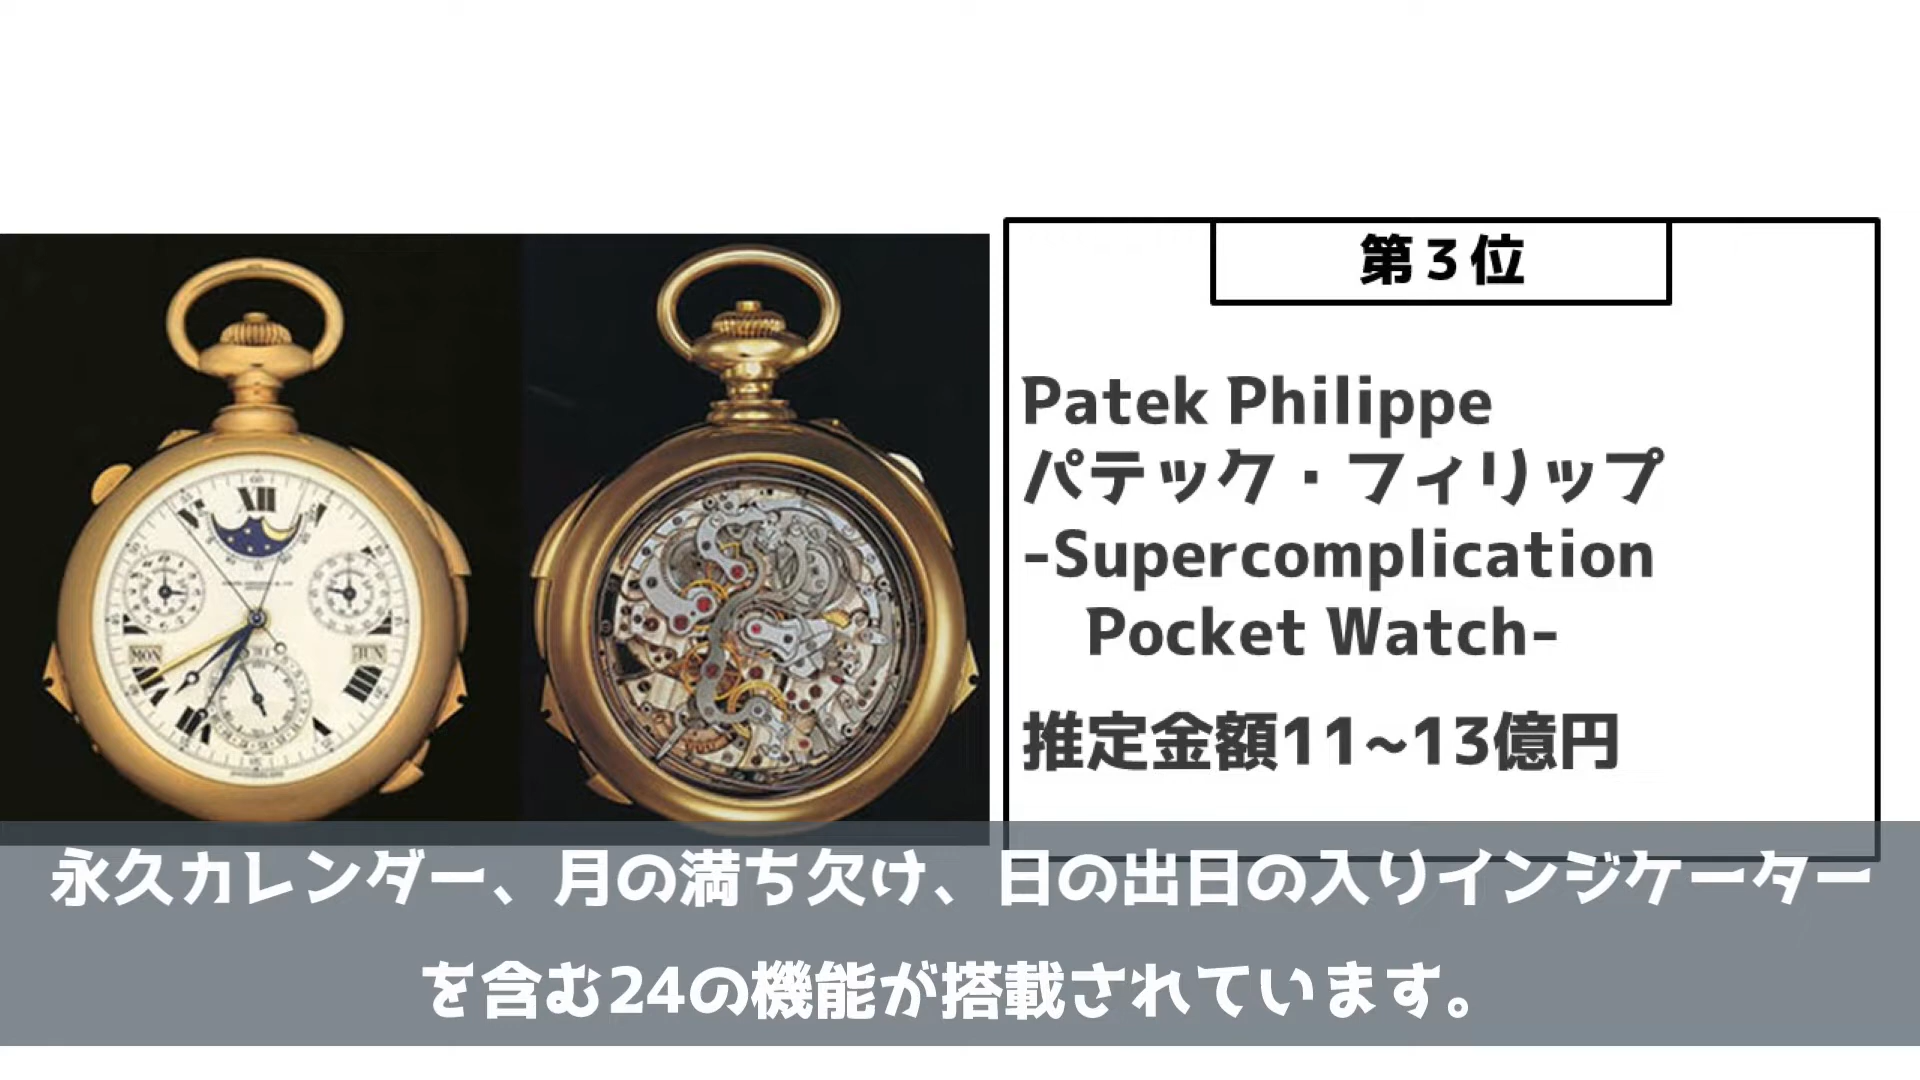 第３位
Patek Philippe
パテック・フィリップ
-Supercomplication
Pocket Watch-
推定金額11~13億円
MON
JUN
永久カレンダー、月の満ち欠け、日の出日の入りインジケーター
を含む24の機能が搭載されています。